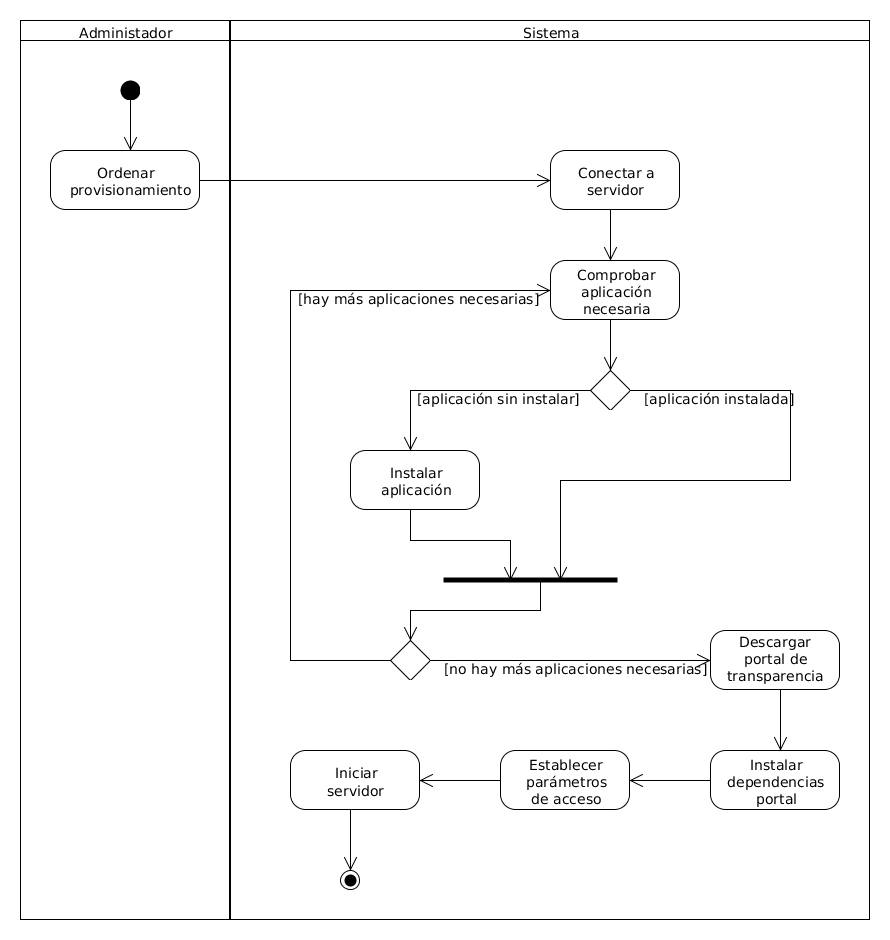 Administador
Sistema
Ordenar
provisionamiento
Conectar a
servidor
Comprobar
aplicación
necesaria
[hay más aplicaciones necesarias]
[aplicación sin instalar]
[aplicación instalada]
Instalar
aplicación
[no hay más aplicaciones necesarias]
Descargar
portal de
transparencia
Instalar
dependencias
portal
Establecer
parámetros
de acceso
Iniciar
servidor